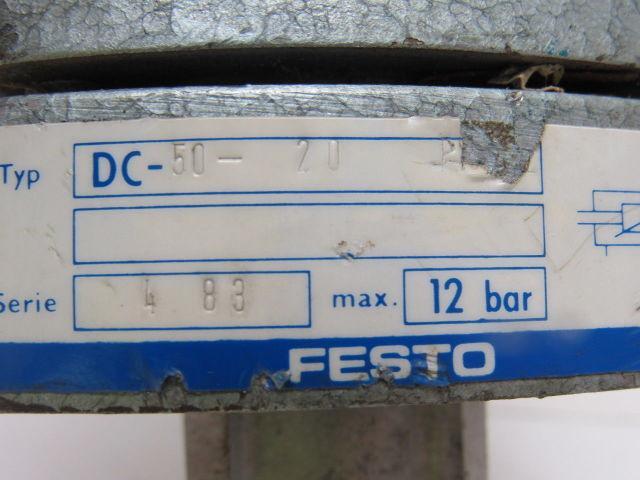 Typ DC-50- 20
Serie 4 83 max. 12 bar
FESTO